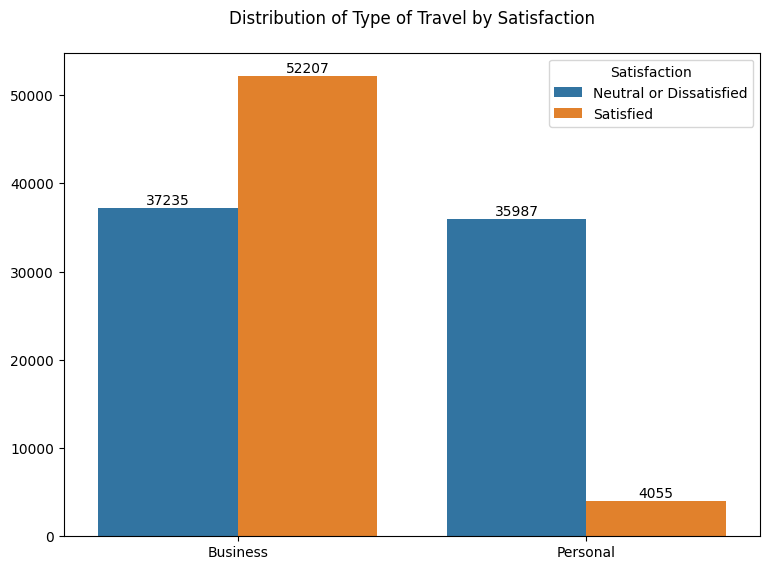 Distribution of Type of Travel by Satisfaction
Satisfaction
Neutral or Dissatisfied
Satisfied
52207
37235
35987
4055
50000
40000
30000
20000
10000
0
Business
Personal